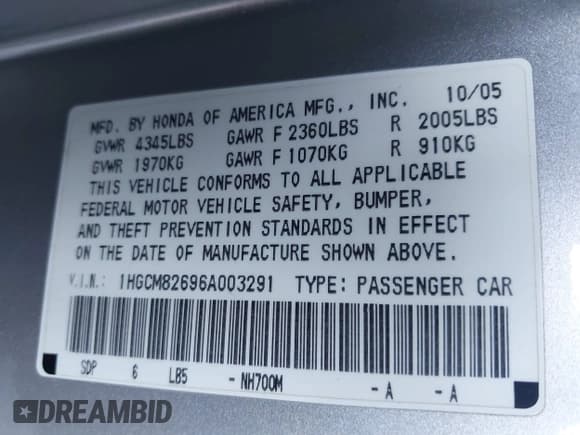 MFD. BY HONDA OF AMERICA MFG., INC. 10/05
GVWR 4345LBS GAWR F 2360LBS R 2005LBS
GVWR 1970KG GAWR F 1070KG R 910KG
THIS VEHICLE CONFORMS TO ALL APPLICABLE
FEDERAL MOTOR VEHICLE SAFETY, BUMPER,
AND THEFT PREVENTION STANDARDS IN EFFECT
ON THE DATE OF MANUFACTURE SHOWN ABOVE.
V.I.N.: 1HGCM82696A003291 TYPE: PASSENGER CAR
SDP 6 LB5 - NH700M - A - A
DREAMBID